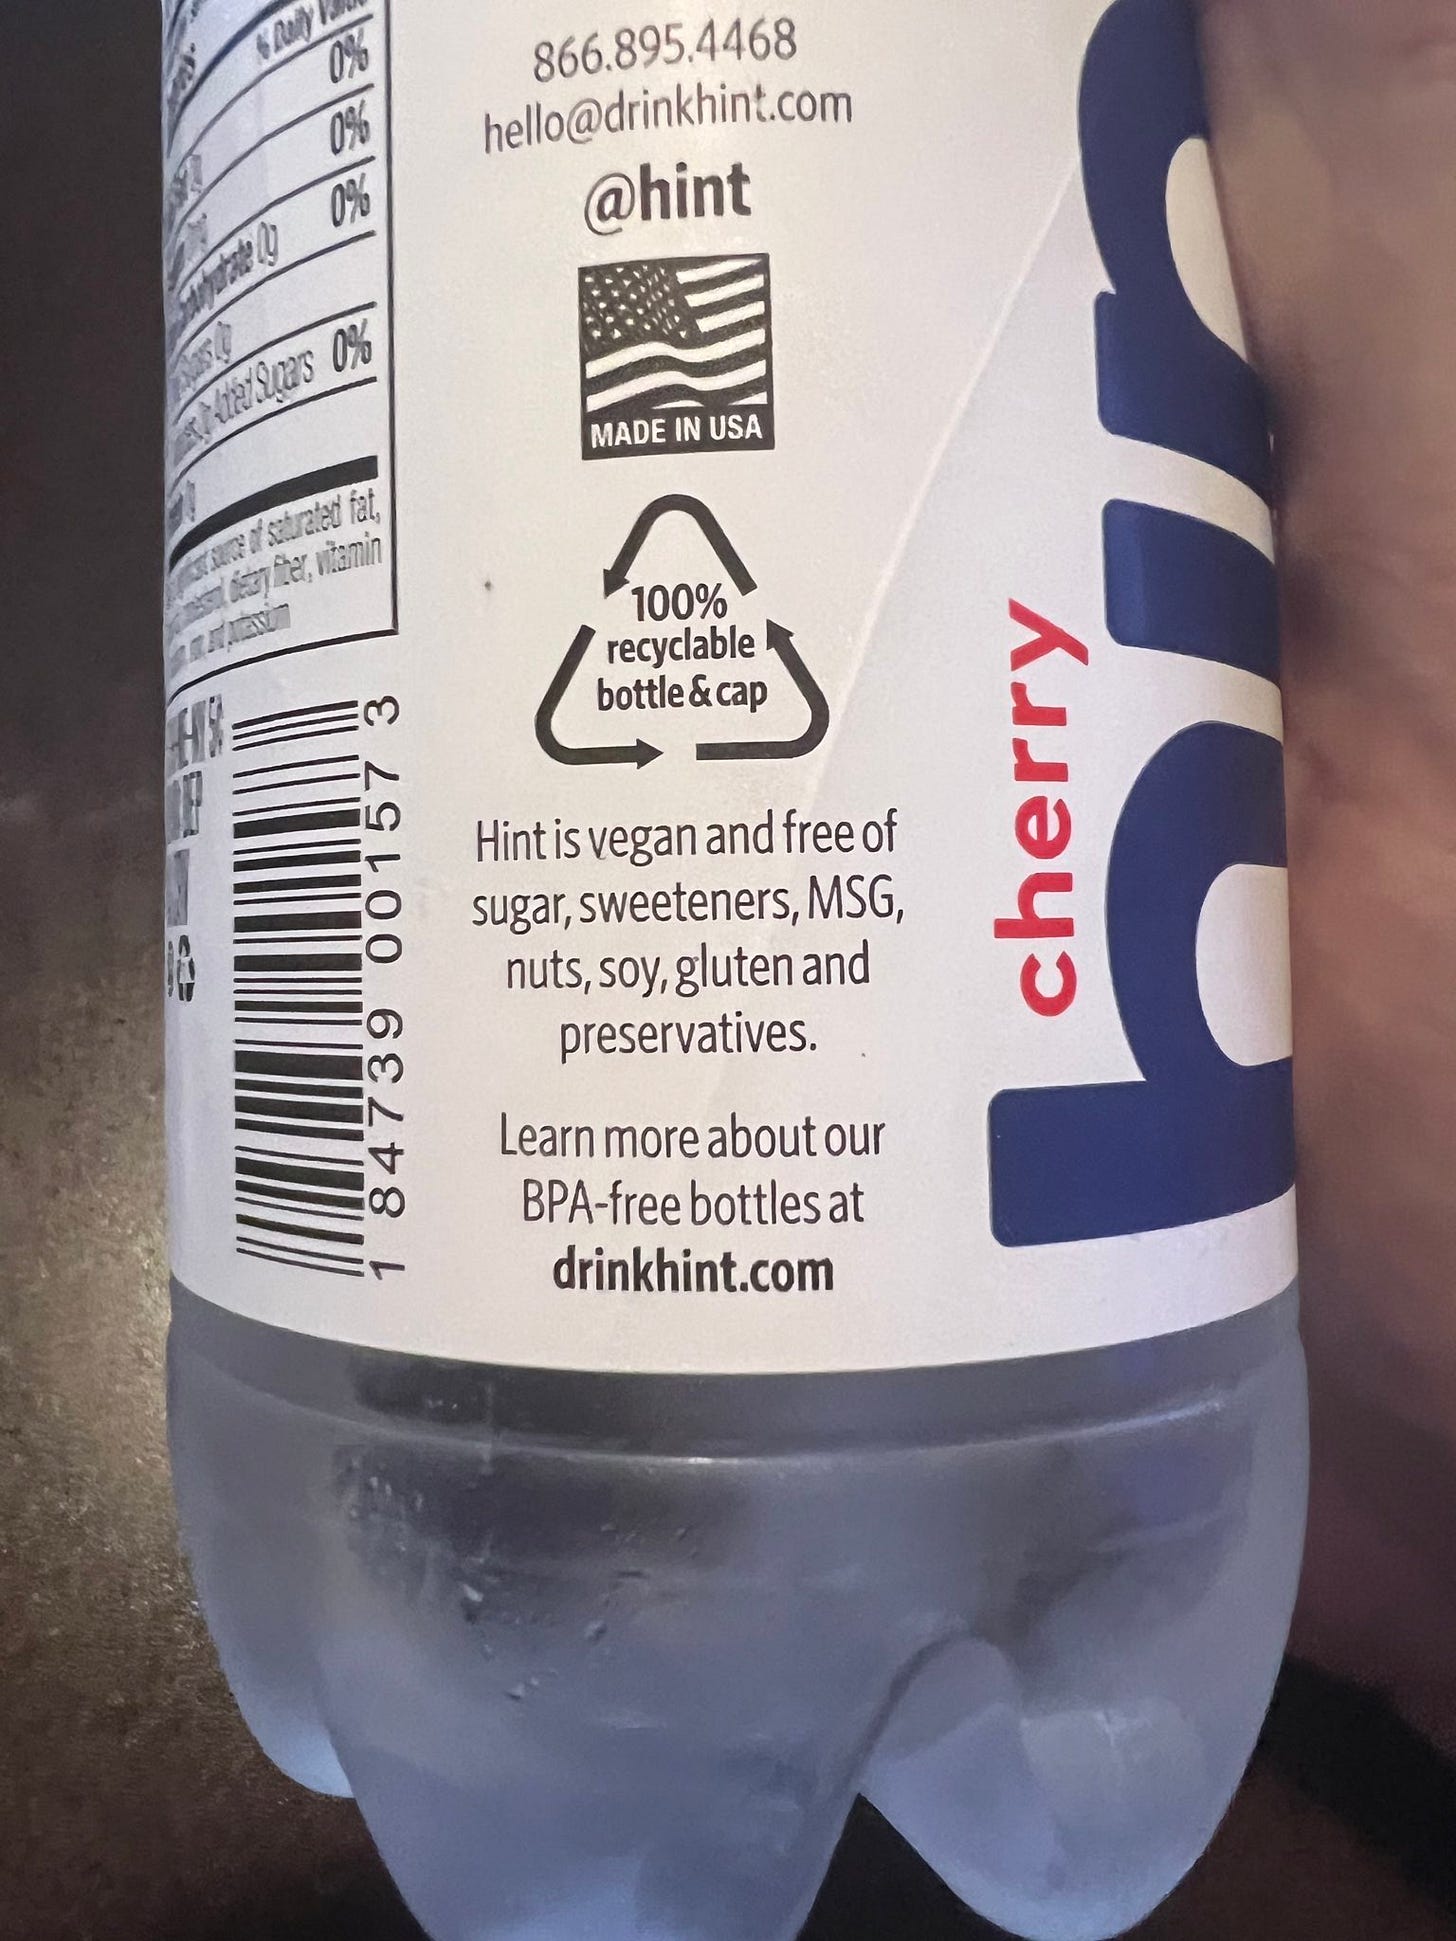 % Daily
0%
0%
0%
0g
Added Sugars 0%
source of saturated fat,
dietary fiber, vitamin
and potassium
1 84739 00157 3
866.895.4468
hello@drinkhint.com
@hint
MADE IN USA
100%
recyclable
bottle & cap
Hint is vegan and free of
sugar, sweeteners, MSG,
nuts, soy, gluten and
preservatives.
Learn more about our
BPA-free bottles at
drinkhint.com
cherry
hin